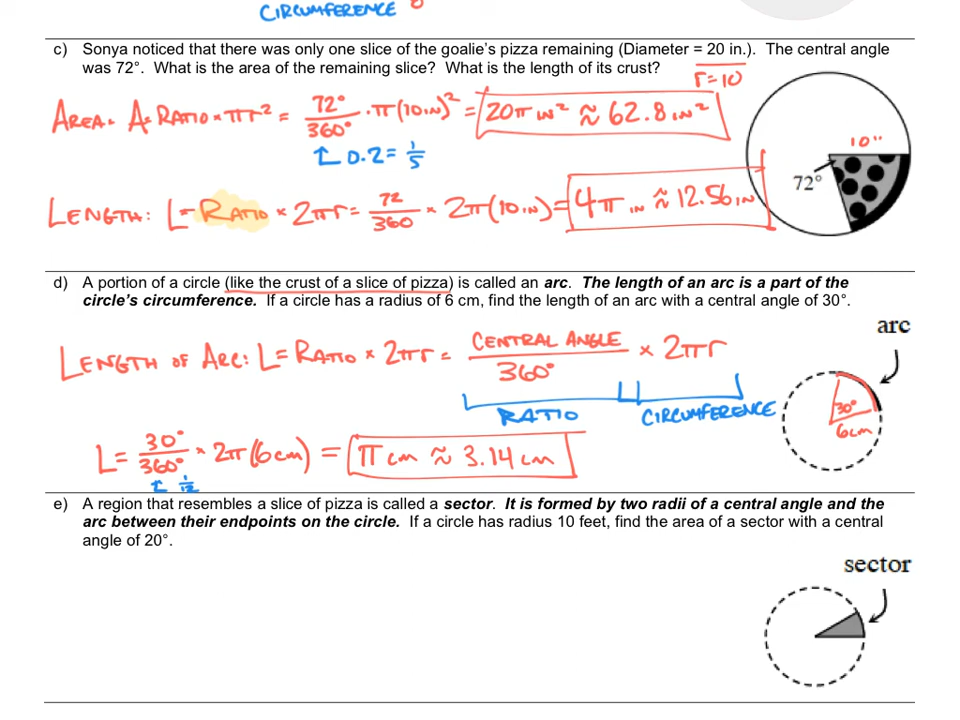 CIRCUMFERENCE
c) Sonya noticed that there was only one slice of the goalie's pizza remaining (Diameter = 20 in.). The central angle
was 72°. What is the area of the remaining slice? What is the length of its crust?
r=10
AREA: A=RATIO×πr² = 72°/360° · π(10in)² = 20π in² ≈ 62.8 in²
↑ 0.2 = 1/5
10"
72°
LENGTH: L=RATIO × 2πr = 72/360 × 2π(10in) = 4π in ≈ 12.56 in
d) A portion of a circle (like the crust of a slice of pizza) is called an arc. The length of an arc is a part of the
circle's circumference. If a circle has a radius of 6 cm, find the length of an arc with a central angle of 30°.
arc
LENGTH OF ARC: L = RATIO × 2πr = CENTRAL ANGLE/360° × 2πr
RATIO CIRCUMFERENCE
30°
6cm
L = 30°/360° × 2π(6cm) = π cm ≈ 3.14 cm
↑ 1/12
e) A region that resembles a slice of pizza is called a sector. It is formed by two radii of a central angle and the
arc between their endpoints on the circle. If a circle has radius 10 feet, find the area of a sector with a central
angle of 20°.
sector